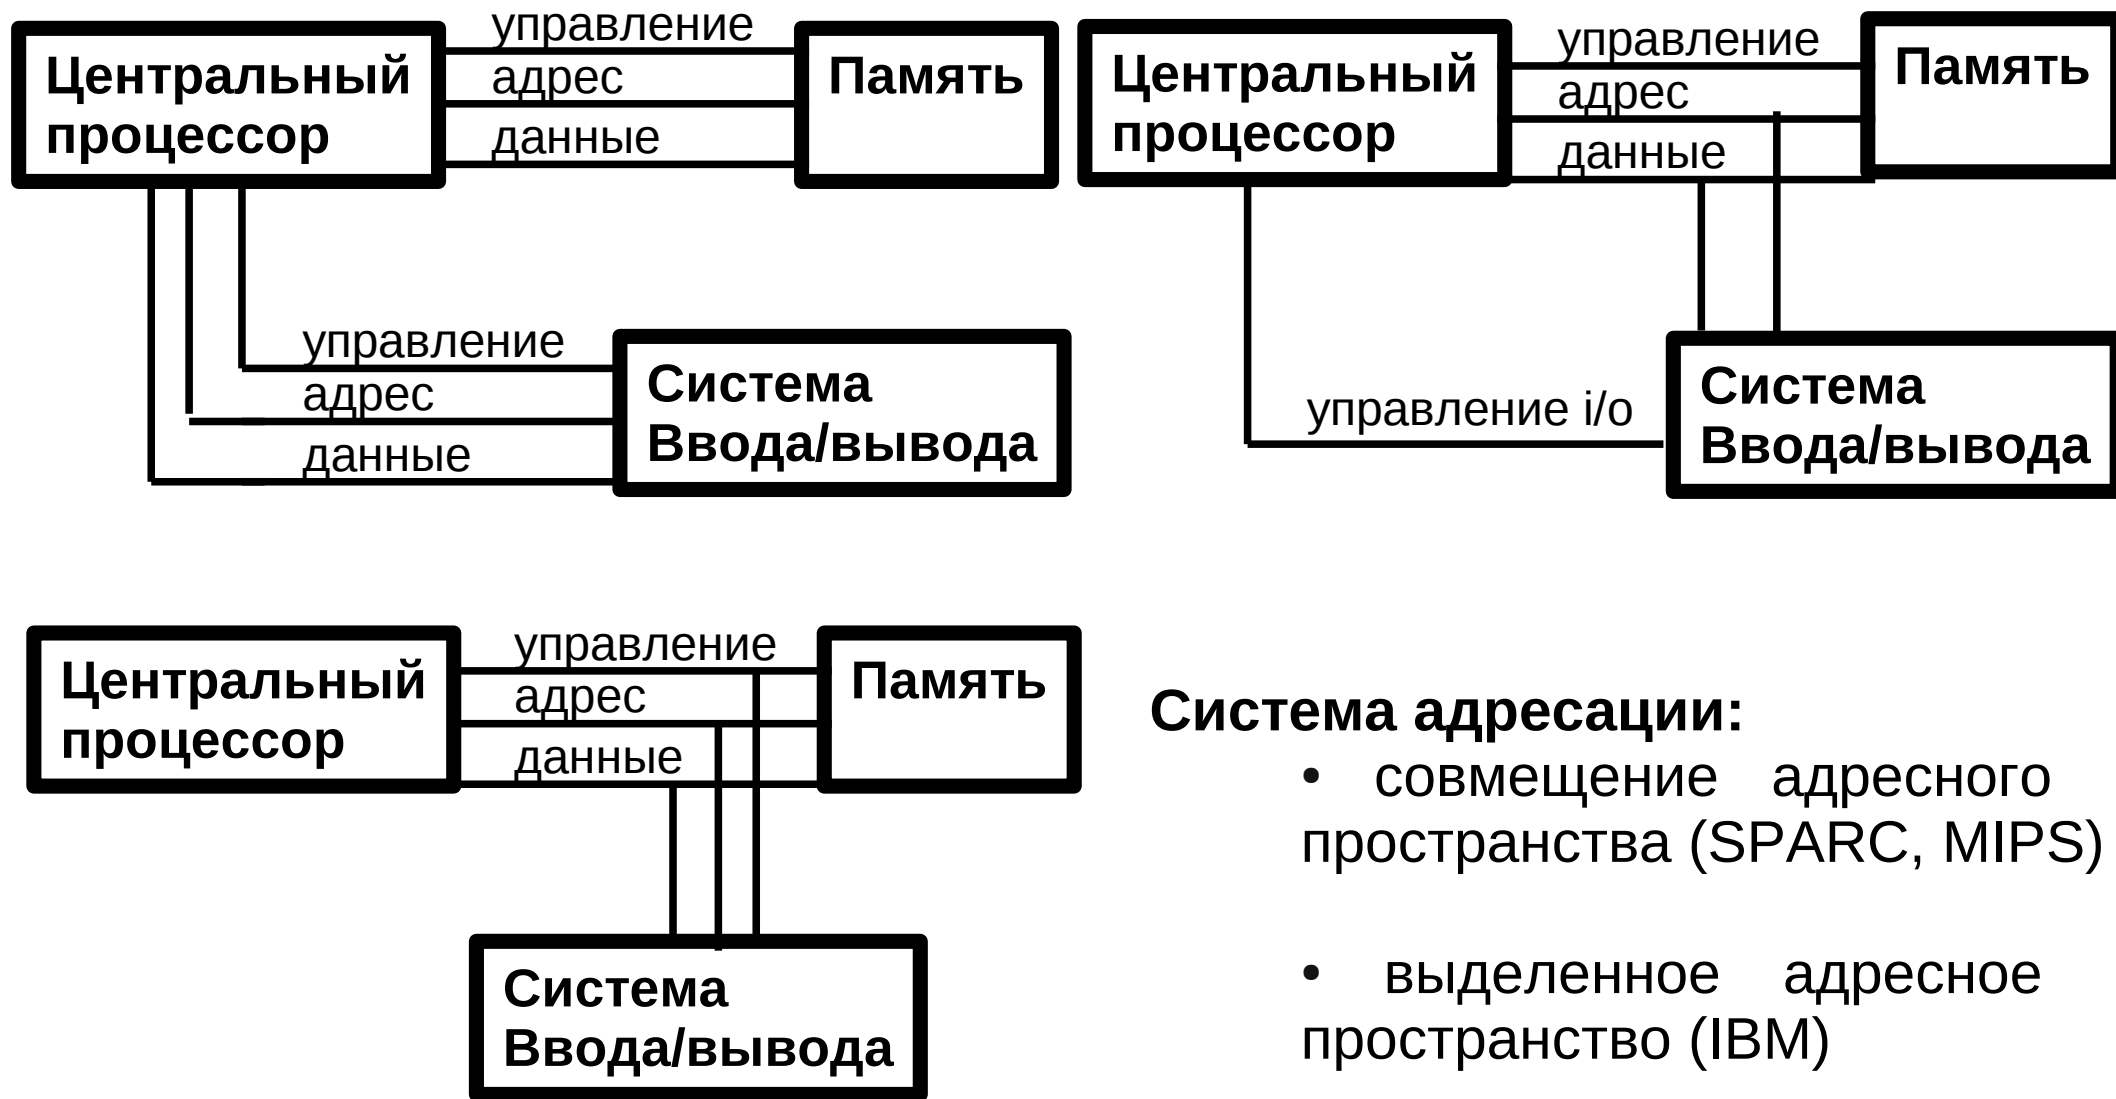 управление
адрес
данные
Центральный
процессор
Память
управление
адрес
данные
Система
Ввода/вывода
управление
адрес
данные
Центральный
процессор
Память
управление i/o
Система
Ввода/вывода
управление
адрес
данные
Центральный
процессор
Память
Система
Ввода/вывода
Система адресации:
• совмещение адресного
пространства (SPARC, MIPS)
• выделенное адресное
пространство (IBM)